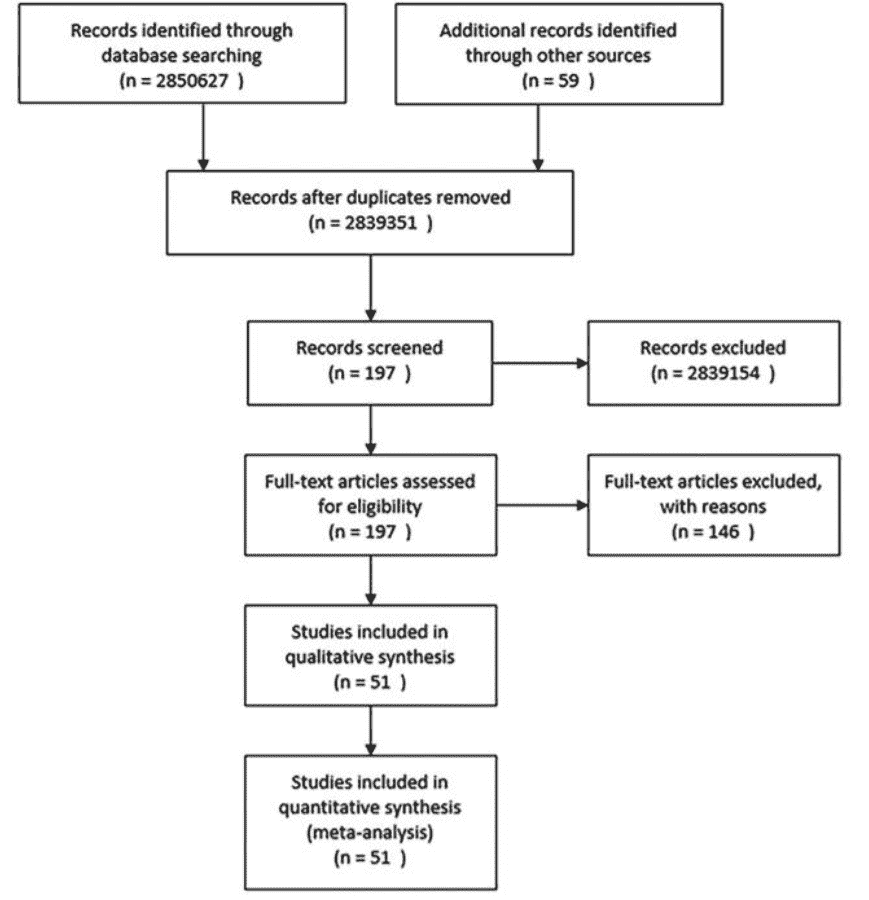 Records identified through
database searching
(n = 2850627 )
Additional records identified
through other sources
(n = 59 )
Records after duplicates removed
(n = 2839351 )
Records screened
(n = 197 )
Records excluded
(n = 2839154 )
Full-text articles assessed
for eligibility
(n = 197 )
Full-text articles excluded,
with reasons
(n = 146 )
Studies included in
qualitative synthesis
(n = 51 )
Studies included in
quantitative synthesis
(meta-analysis)
(n = 51 )